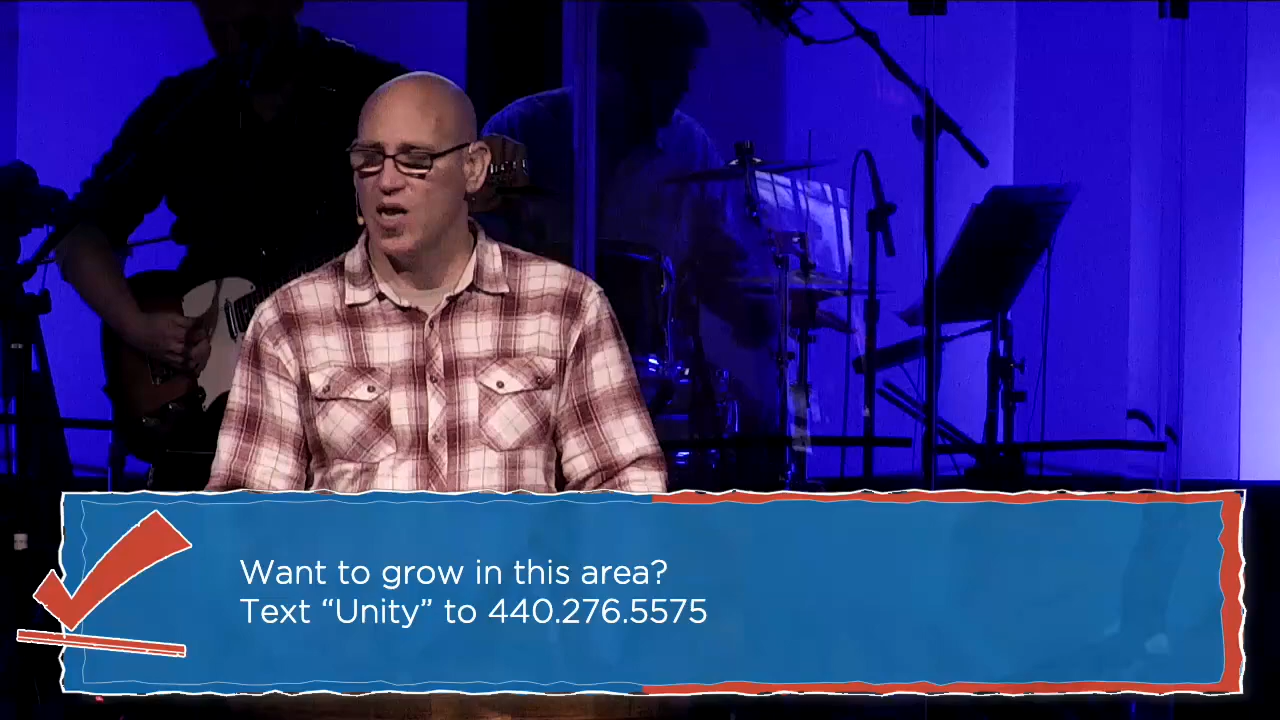 Want to grow in this area?
Text “Unity” to 440.276.5575